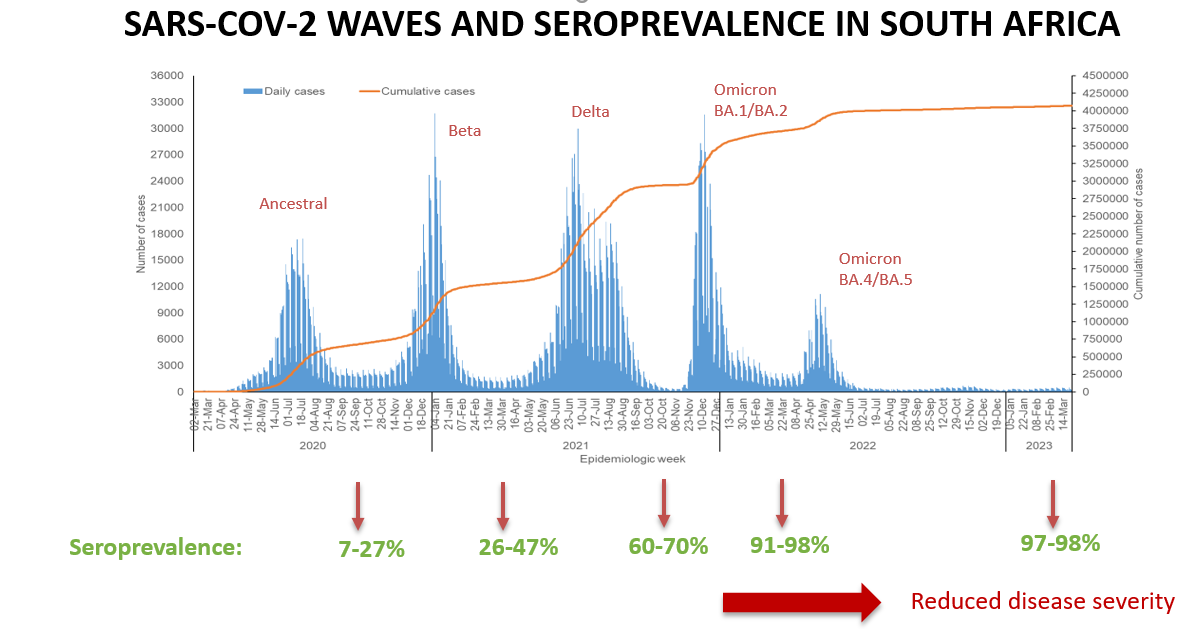 SARS-COV-2 WAVES AND SEROPREVALENCE IN SOUTH AFRICA
Daily cases
Cumulative cases
Number of cases
36000
33000
30000
27000
24000
21000
18000
15000
12000
9000
6000
3000
0
Ancestral
Beta
Delta
Omicron
BA.1/BA.2
Omicron
BA.4/BA.5
4500000
4250000
4000000
3750000
3500000
3250000
3000000
2750000
2500000
2250000
2000000
1750000
1500000
1250000
1000000
750000
500000
250000
0
Cumulative number of cases
02-Mar
21-Mar
07-Apr
24-Apr
11-May
28-May
14-Jun
01-Jul
18-Jul
04-Aug
21-Aug
07-Sep
24-Sep
11-Oct
28-Oct
14-Nov
01-Dec
18-Dec
04-Jan
21-Jan
07-Feb
24-Feb
13-Mar
30-Mar
16-Apr
03-May
20-May
06-Jun
23-Jun
10-Jul
27-Jul
13-Aug
30-Aug
16-Sep
03-Oct
20-Oct
06-Nov
23-Nov
10-Dec
27-Dec
13-Jan
30-Jan
16-Feb
05-Mar
22-Mar
08-Apr
25-Apr
12-May
29-May
15-Jun
02-Jul
19-Jul
05-Aug
22-Aug
08-Sep
25-Sep
12-Oct
29-Oct
15-Nov
02-Dec
19-Dec
05-Jan
22-Jan
08-Feb
25-Feb
14-Mar
2020
2021
2022
2023
Epidemiologic week
Seroprevalence:
7-27%
26-47%
60-70%
91-98%
97-98%
Reduced disease severity